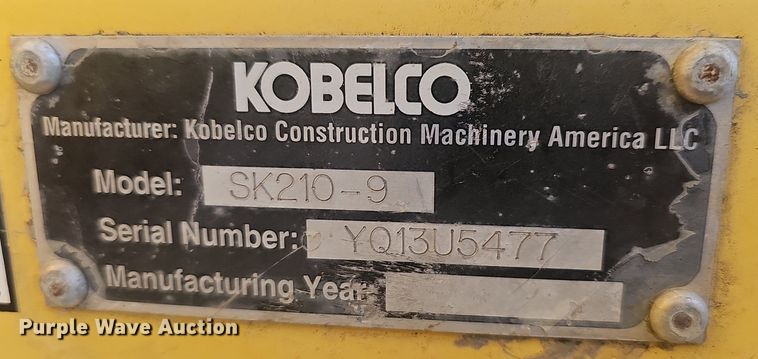 KOBELCO
Manufacturer: Kobelco Construction Machinery America LLC
Model: SK210-9
Serial Number: YQ13U5477
Manufacturing Year
Purple Wave Auction